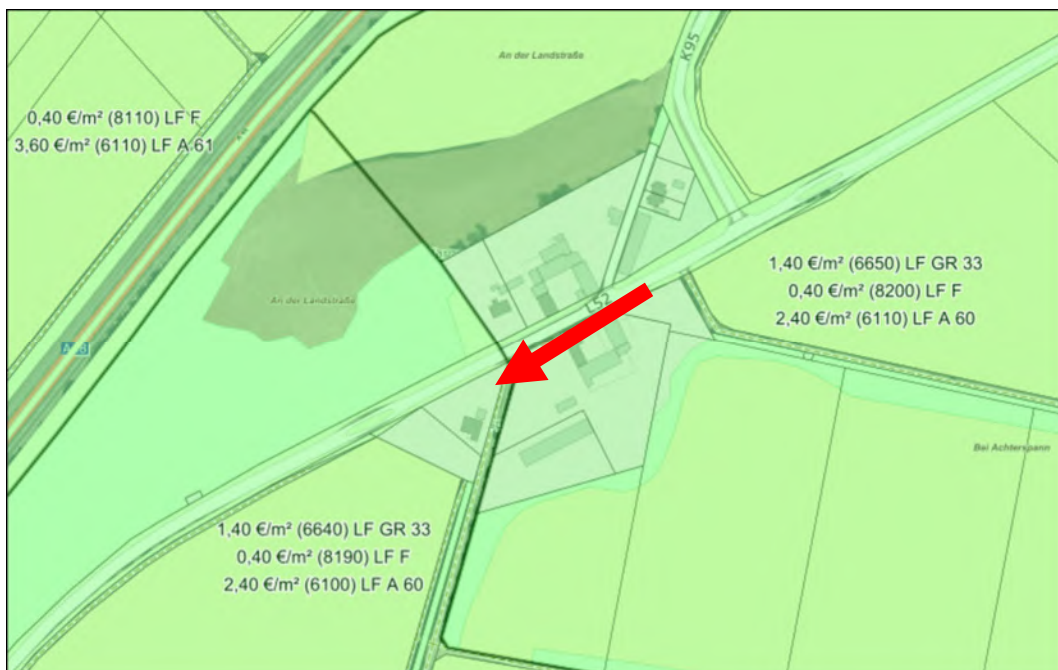 An der Landstraße
K95
0,40 €/m² (8110) LF F
3,60 €/m² (6110) LF A 61
1,40 €/m² (6650) LF GR 33
0,40 €/m² (8200) LF F
2,40 €/m² (6110) LF A 60
An der Landstraße
L52
Bei Achterspann
1,40 €/m² (6640) LF GR 33
0,40 €/m² (8190) LF F
2,40 €/m² (6100) LF A 60